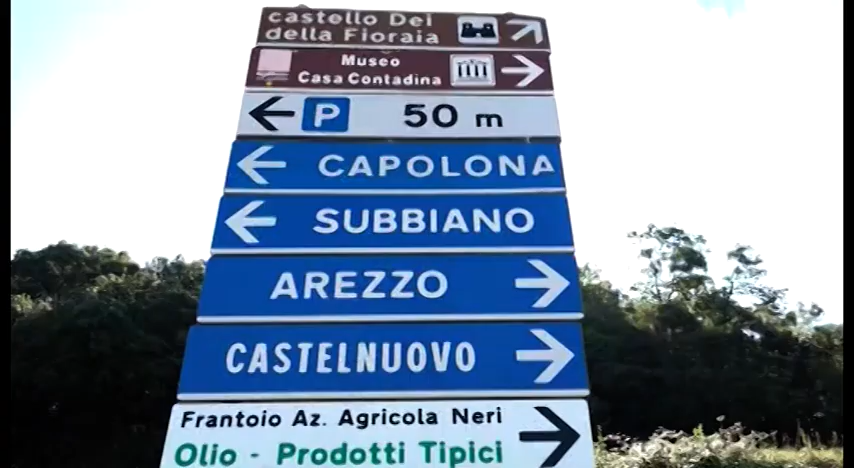 castello Dei
della Fioraia
Museo
Casa Contadina
P 50 m
CAPOLONA
SUBBIANO
AREZZO
CASTELNUOVO
Frantoio Az. Agricola Neri
Olio - Prodotti Tipici